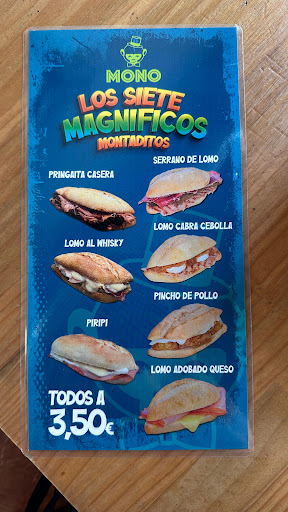 MONO
LOS SIETE
MAGNIFICOS
MONTADITOS
SERRANO DE LOMO
PRINGAITA CASERA
LOMO CABRA CEBOLLA
LOMO AL WHISKY
PINCHO DE POLLO
PIRIPI
LOMO ADOBADO QUESO
TODOS A
3,50€